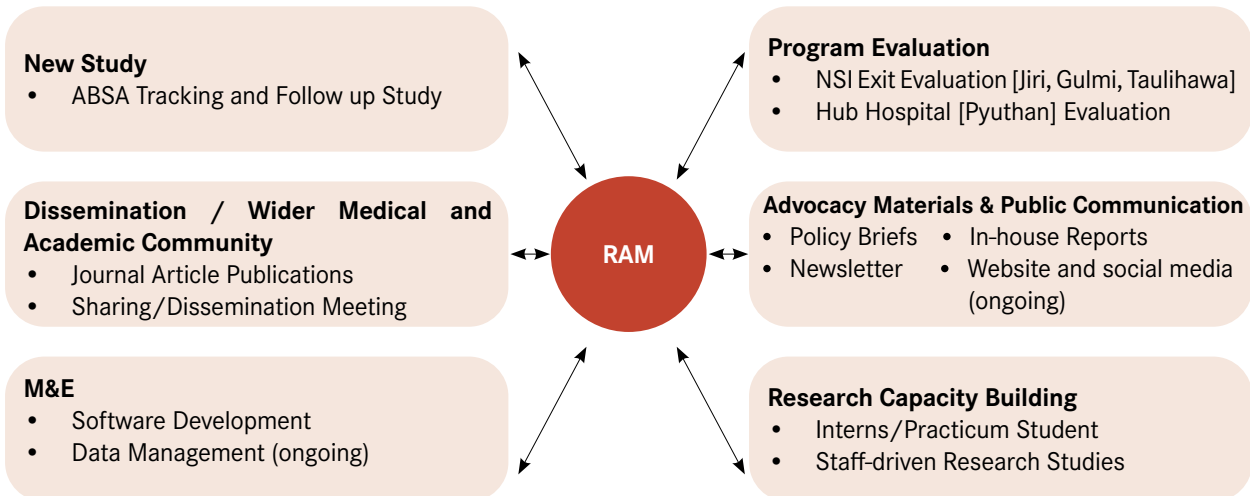 New Study
• ABSA Tracking and Follow up Study
Dissemination / Wider Medical and
Academic Community
• Journal Article Publications
• Sharing/Dissemination Meeting
M&E
• Software Development
• Data Management (ongoing)
RAM
Program Evaluation
• NSI Exit Evaluation [Jiri, Gulmi, Taulihawa]
• Hub Hospital [Pyuthan] Evaluation
Advocacy Materials & Public Communication
• Policy Briefs • In-house Reports
• Newsletter • Website and social media
(ongoing)
Research Capacity Building
• Interns/Practicum Student
• Staff-driven Research Studies